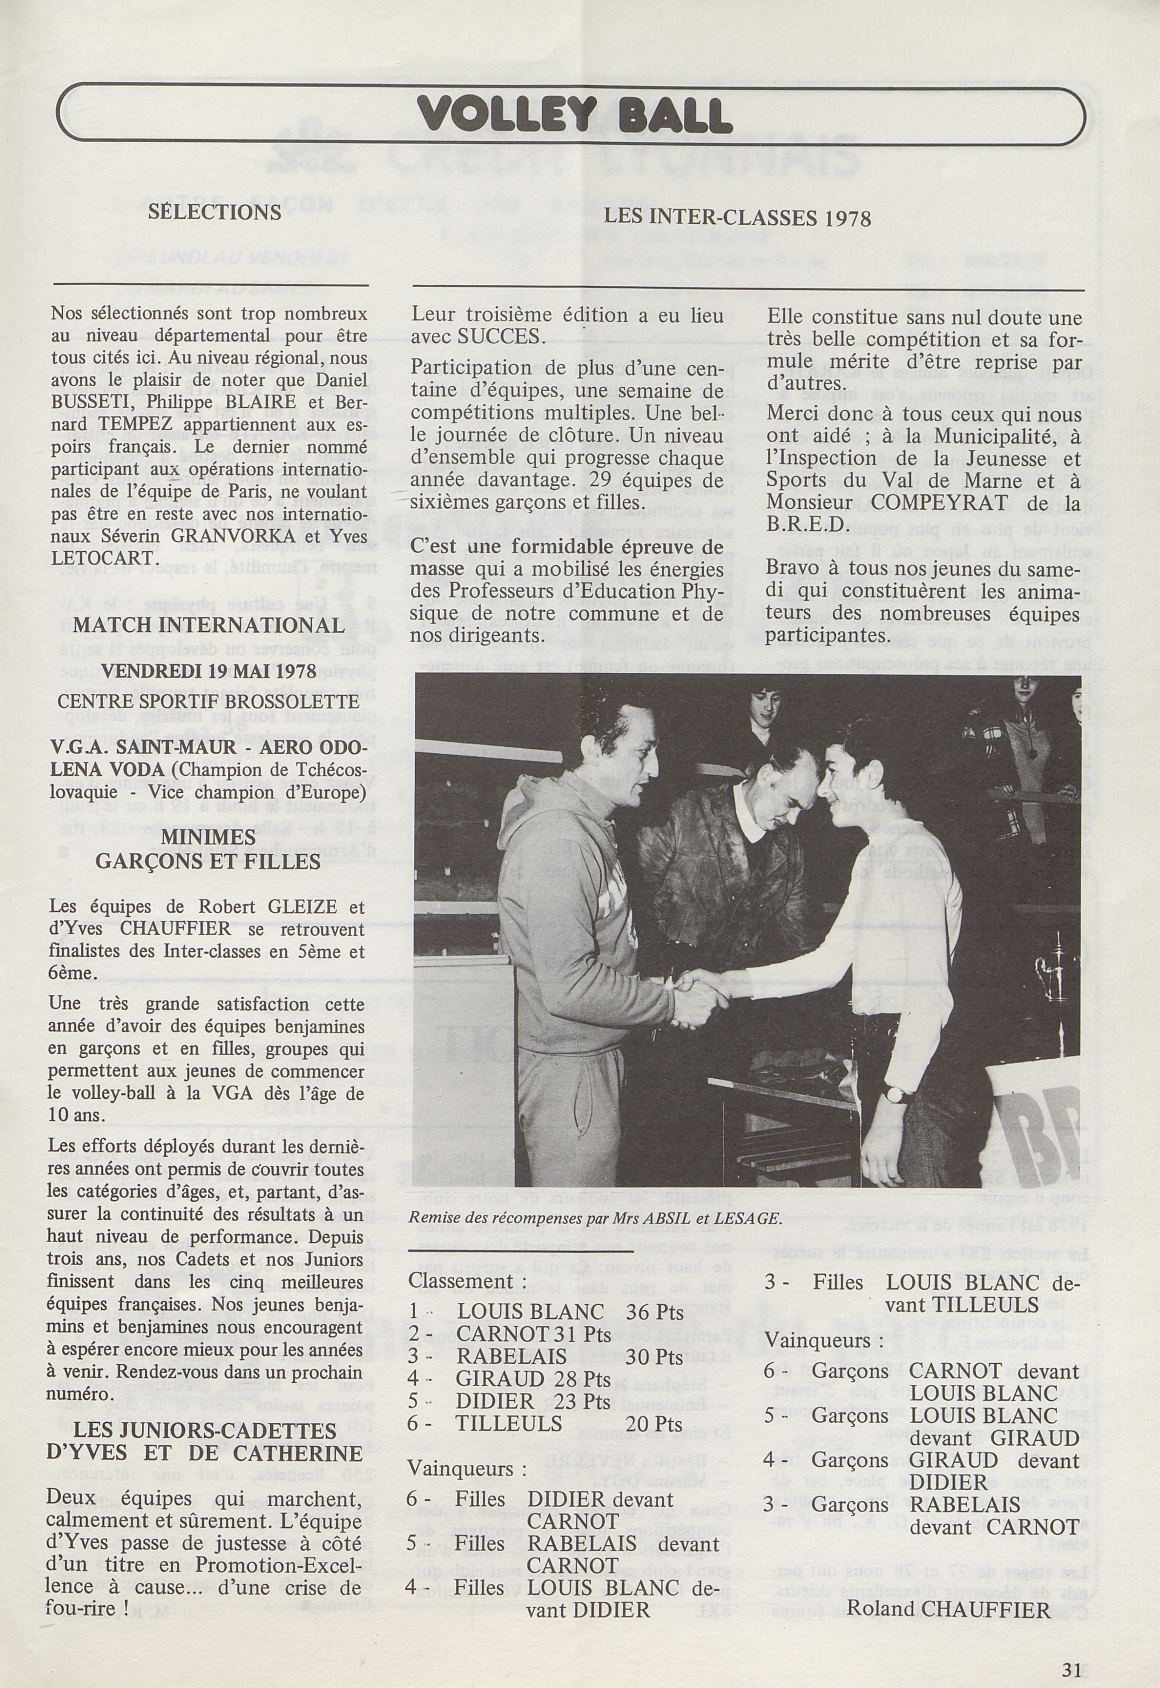 VOLLEY BALL
SÉLECTIONS
Nos sélectionnés sont trop nombreux
au niveau départemental pour être
tous cités ici. Au niveau régional, nous
avons le plaisir de noter que Daniel
BUSSETI, Philippe BLAIRE et Ber-
nard TEMPEZ appartiennent aux es-
poirs français. Le dernier nommé
participant aux opérations internatio-
nales de l'équipe de Paris, ne voulant
pas être en reste avec nos internatio-
naux Séverin GRANVORKA et Yves
LETOCART.
MATCH INTERNATIONAL
VENDREDI 19 MAI 1978
CENTRE SPORTIF BROSSOLETTE
V.G.A. SAINT-MAUR - AERO ODO-
LENA VODA (Champion de Tchécos-
lovaquie - Vice champion d'Europe)
MINIMES
GARÇONS ET FILLES
Les équipes de Robert GLEIZE et
d'Yves CHAUFFIER se retrouvent
finalistes des Inter-classes en 5ème et
6ème.
Une très grande satisfaction cette
année d'avoir des équipes benjamines
en garçons et en filles, groupes qui
permettent aux jeunes de commencer
le volley-ball à la VGA dès l'âge de
10 ans.
Les efforts déployés durant les derniè-
res années ont permis de couvrir toutes
les catégories d'âges, et, partant, d'as-
surer la continuité des résultats à un
haut niveau de performance. Depuis
trois ans, nos Cadets et nos Juniors
finissent dans les cinq meilleures
équipes françaises. Nos jeunes benja-
mins et benjamines nous encouragent
à espérer encore mieux pour les années
à venir. Rendez-vous dans un prochain
numéro.
LES JUNIORS-CADETTES
D'YVES ET DE CATHERINE
Deux équipes qui marchent,
calmement et sûrement. L'équipe
d'Yves passe de justesse à côté
d'un titre en Promotion-Excel-
lence à cause... d'une crise de
fou-rire !
LES INTER-CLASSES 1978
Leur troisième édition a eu lieu
avec SUCCES.
Participation de plus d'une cen-
taine d'équipes, une semaine de
compétitions multiples. Une bel-
le journée de clôture. Un niveau
d'ensemble qui progresse chaque
année davantage. 29 équipes de
sixièmes garçons et filles.
C'est une formidable épreuve de
masse qui a mobilisé les énergies
des Professeurs d'Education Phy-
sique de notre commune et de
nos dirigeants.
Elle constitue sans nul doute une
très belle compétition et sa for-
mule mérite d'être reprise par
d'autres.
Merci donc à tous ceux qui nous
ont aidé ; à la Municipalité, à
l'Inspection de la Jeunesse et
Sports du Val de Marne et à
Monsieur COMPEYRAT de la
B.R.E.D.
Bravo à tous nos jeunes du same-
di qui constituèrent les anima-
teurs des nombreuses équipes
participantes.
BR
Remise des récompenses par Mrs ABSIL et LESAGE.
Classement :
1 - LOUIS BLANC 36 Pts
2 - CARNOT 31 Pts
3 - RABELAIS 30 Pts
4 - GIRAUD 28 Pts
5 - DIDIER 23 Pts
6 - TILLEULS 20 Pts
Vainqueurs :
6 - Filles DIDIER devant
CARNOT
5 - Filles RABELAIS devant
CARNOT
4 - Filles LOUIS BLANC de-
vant DIDIER
3 - Filles LOUIS BLANC de-
vant TILLEULS
Vainqueurs :
6 - Garçons CARNOT devant
LOUIS BLANC
5 - Garçons LOUIS BLANC
devant GIRAUD
4 - Garçons GIRAUD devant
DIDIER
3 - Garçons RABELAIS
devant CARNOT
Roland CHAUFFIER
31